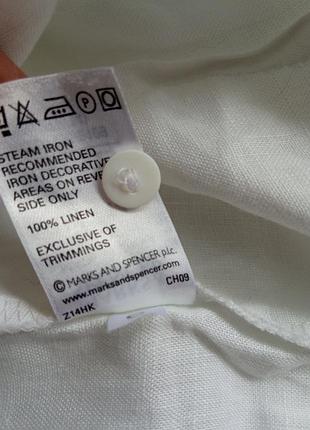 STEAM IRON
RECOMMENDED
IRON DECORATIVE
AREAS ON REVE
SIDE ONLY
100% LINEN
EXCLUSIVE OF
TRIMMINGS
© MARKS AND SPENCER p.l.c.
www.marksandspencer.com
Z14HK CH09